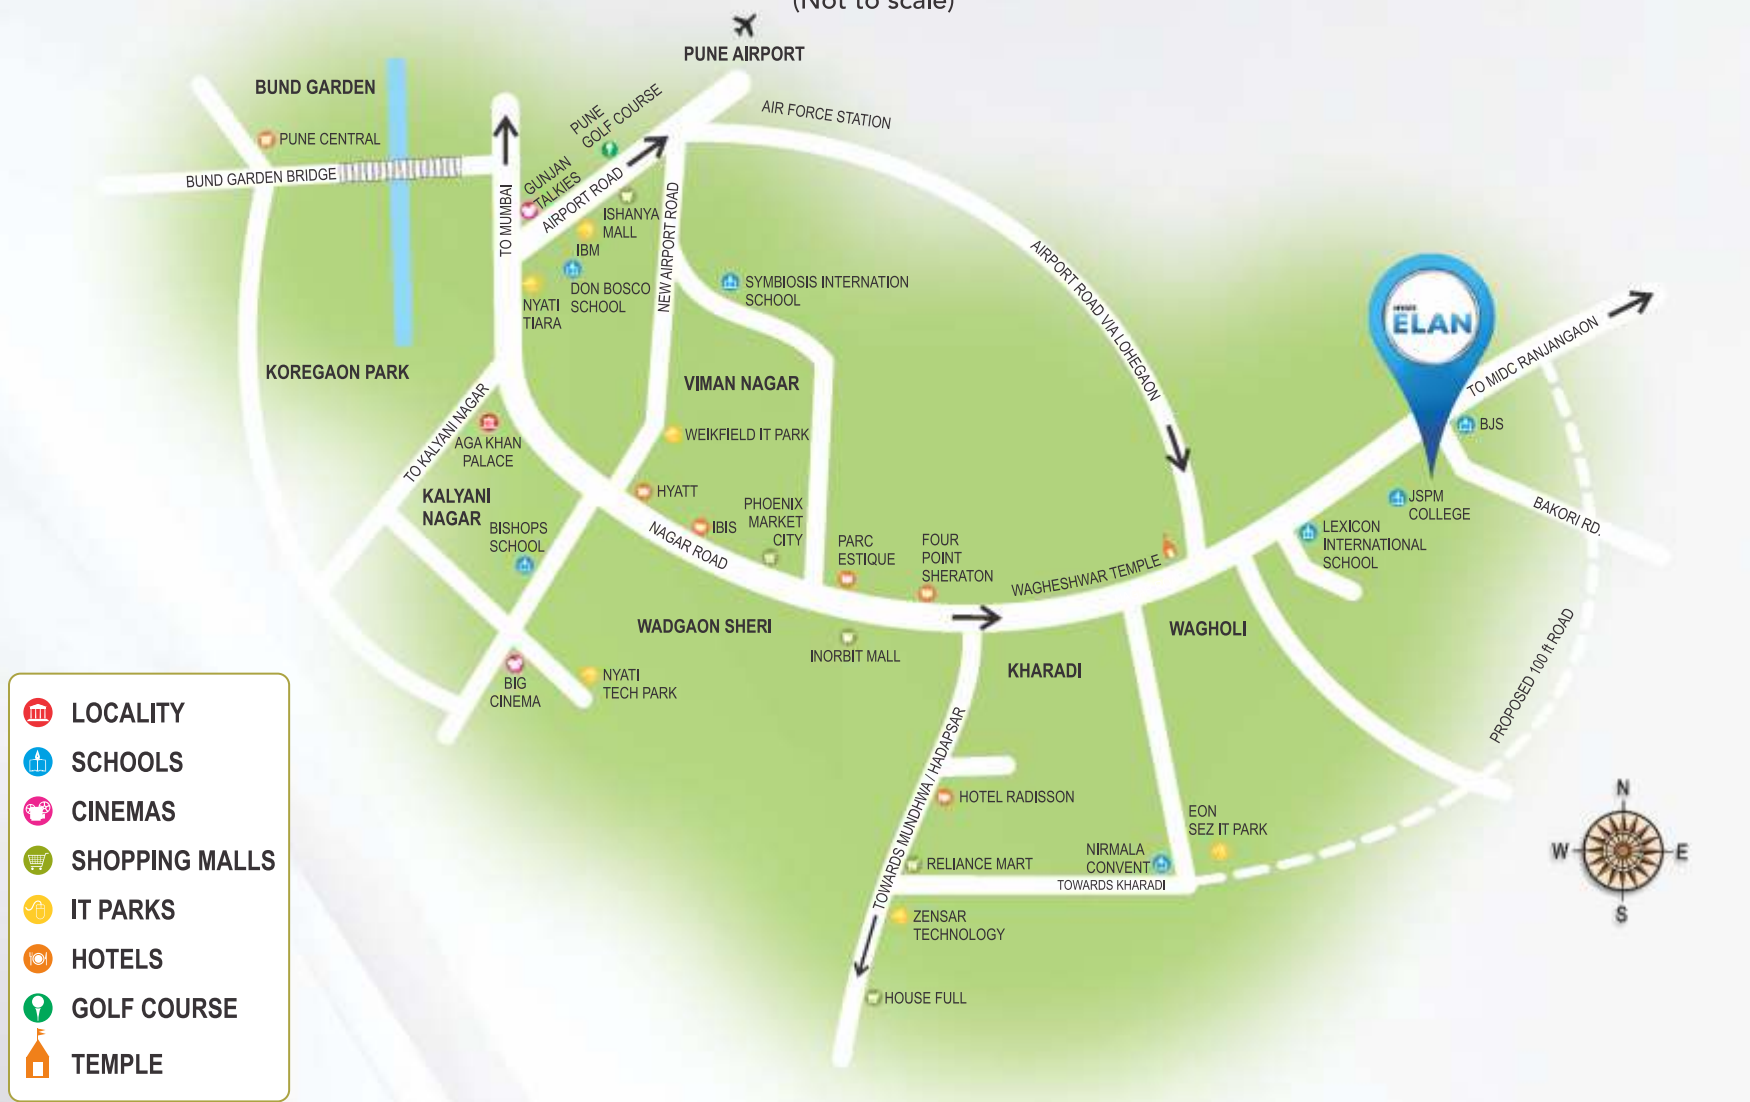 (Not to scale)
PUNE AIRPORT
BUND GARDEN
PUNE CENTRAL
BUND GARDEN BRIDGE
TO MUMBAI
GUNJAN
TALKIES
PUNE
GOLF COURSE
AIRPORT ROAD
ISHANYA
MALL
IBM
DON BOSCO
SCHOOL
NYATI
TIARA
NEW AIRPORT ROAD
AIR FORCE STATION
SYMBIOSIS INTERNATION
SCHOOL
AIRPORT ROAD VIA LOHEGAON
ELAN
TO MIDC RANJANGAON
BJS
KOREGAON PARK
VIMAN NAGAR
TO KALYANI NAGAR
AGA KHAN
PALACE
WEIKFIELD IT PARK
KALYANI
NAGAR
BISHOPS
SCHOOL
HYATT
IBIS
PHOENIX
MARKET
CITY
NAGAR ROAD
PARC
ESTIQUE
FOUR
POINT
SHERATON
WAGHESHWAR TEMPLE
LEXICON
INTERNATIONAL
SCHOOL
JSPM
COLLEGE
BAKORI RD.
WADGAON SHERI
INORBIT MALL
KHARADI
WAGHOLI
PROPOSED 100 ft ROAD
BIG
CINEMA
NYATI
TECH PARK
TOWARDS MUNDHWA / HADAPSAR
HOTEL RADISSON
EON
SEZ IT PARK
NIRMALA
CONVENT
RELIANCE MART
TOWARDS KHARADI
ZENSAR
TECHNOLOGY
HOUSE FULL
LOCALITY
SCHOOLS
CINEMAS
SHOPPING MALLS
IT PARKS
HOTELS
GOLF COURSE
TEMPLE
N
W
E
S